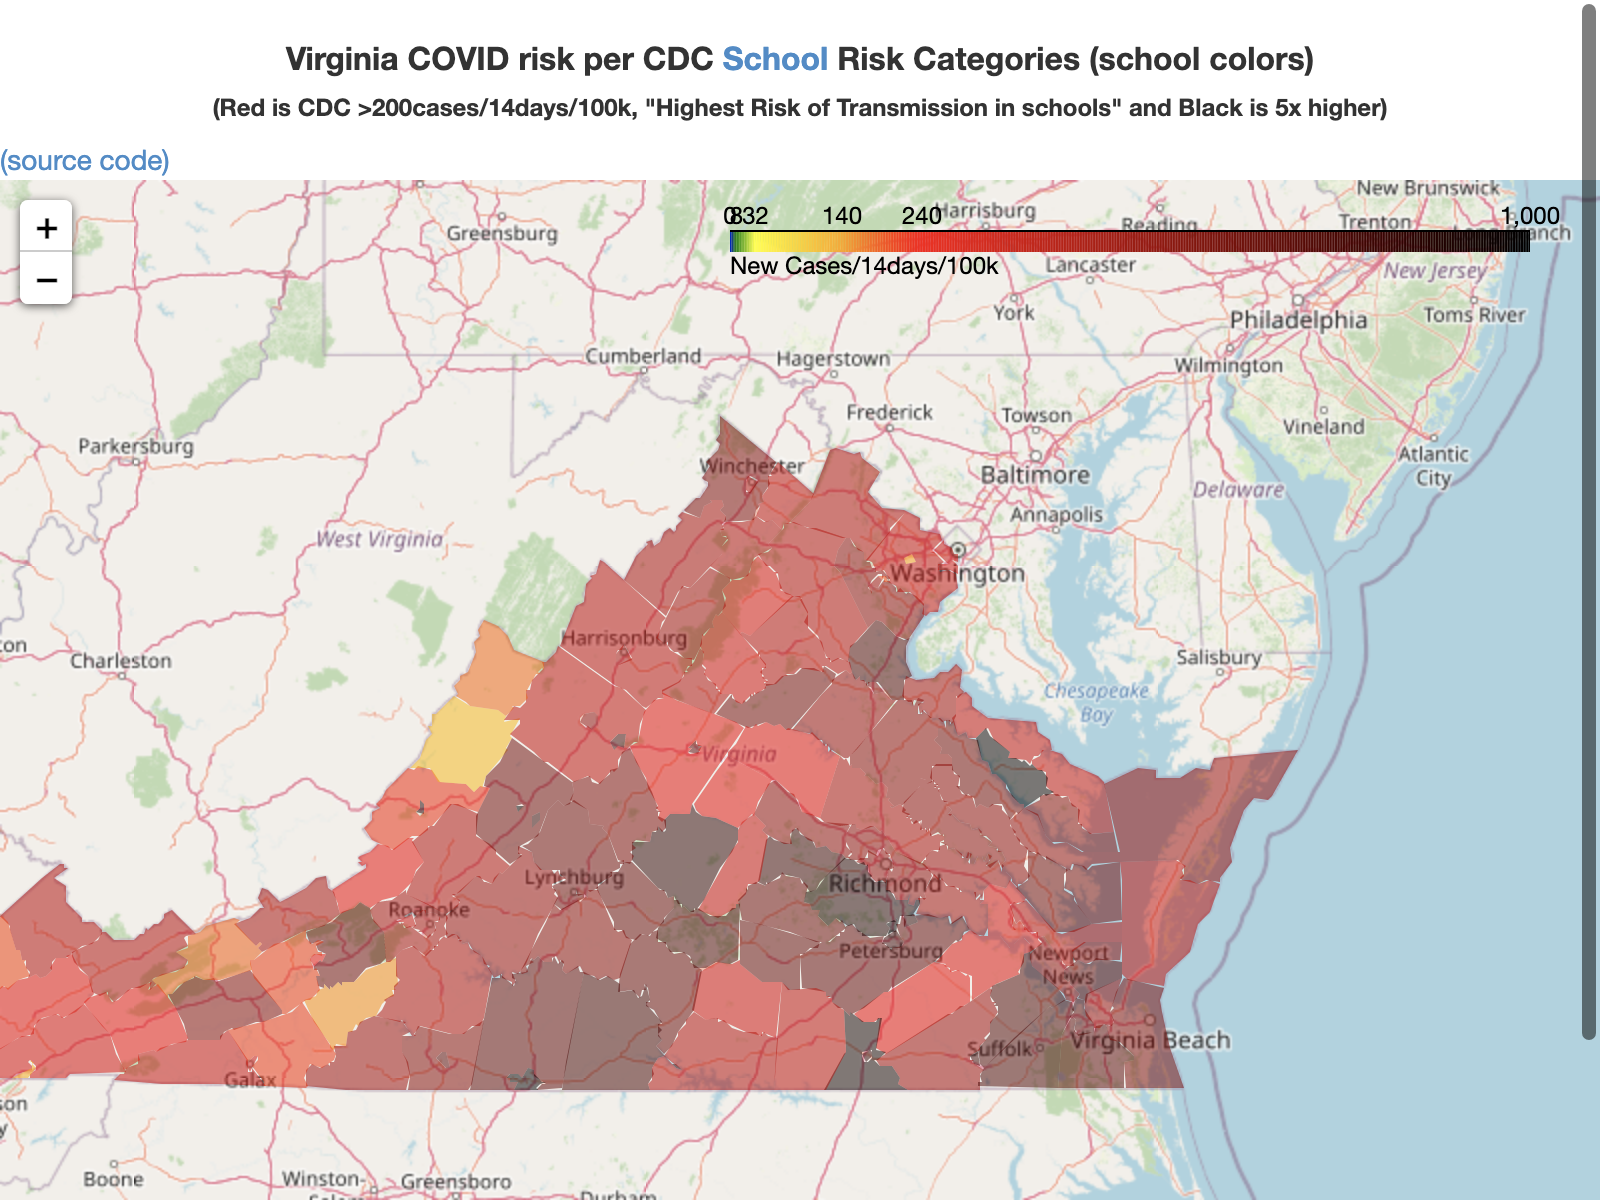 Virginia COVID risk per CDC School Risk Categories (school colors)
(Red is CDC >200cases/14days/100k, "Highest Risk of Transmission in schools" and Black is 5x higher)
(source code)
+
−
0 8 32 140 240 1,000
New Cases/14days/100k
New Brunswick
Harrisburg
Reading
Trenton
Long Branch
Greensburg
Lancaster
New Jersey
York
Philadelphia
Toms River
Cumberland
Hagerstown
Wilmington
Frederick
Towson
Vineland
Parkersburg
Winchester
Baltimore
Atlantic
City
Delaware
Annapolis
West Virginia
Washington
Harrisonburg
ton
Charleston
Salisbury
Chesapeake
Bay
Virginia
Lynchburg
Richmond
Roanoke
Petersburg
Newport
News
Virginia Beach
Suffolk
Galax
son
y
Boone
Winston-
Salem
Greensboro
Durham